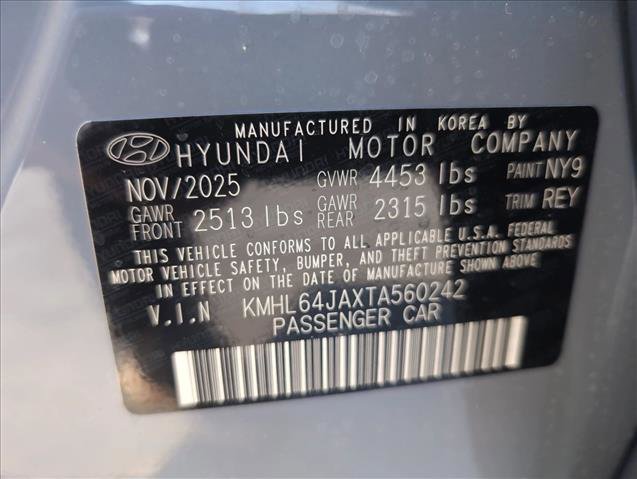 MANUFACTURED IN KOREA BY
HYUNDAI MOTOR COMPANY
NOV/2025 GVWR 4453 lbs PAINT NY9
GAWR FRONT 2513 lbs GAWR REAR 2315 lbs TRIM REY
THIS VEHICLE CONFORMS TO ALL APPLICABLE U.S.A. FEDERAL
MOTOR VEHICLE SAFETY, BUMPER, AND THEFT PREVENTION STANDARDS
IN EFFECT ON THE DATE OF MANUFACTURE SHOWN ABOVE.
V.I.N KMHL64JAXTA560242
PASSENGER CAR